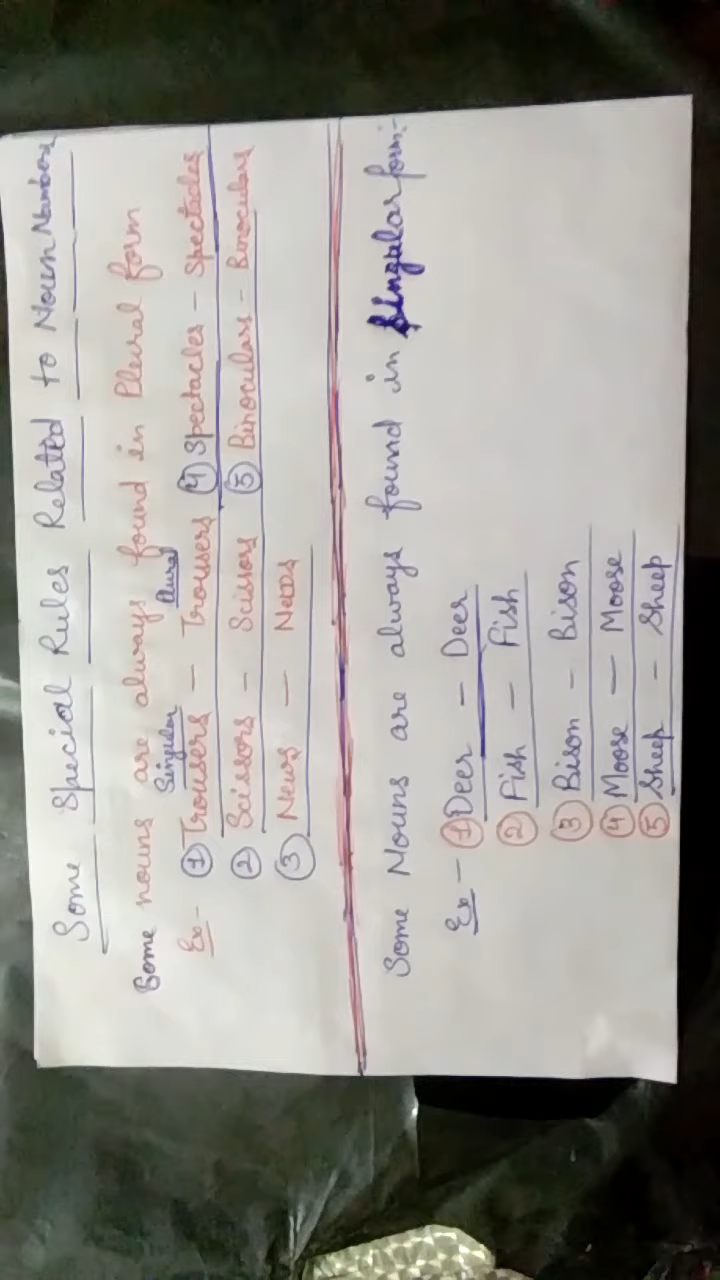 Some Special Rules Related to Noun Numbers
Some nouns are always found in Plural form
Singular Plural
Ex- ① Trousers - Trousers ④ Spectacles - Spectacles
② Scissors - Scissors ⑤ Binoculars - Binoculars
③ News - News
Some Nouns are always found in Singular form:-
Ex - ① Deer - Deer
② Fish - Fish
③ Bison - Bison
④ Moose - Moose
⑤ Sheep - Sheep